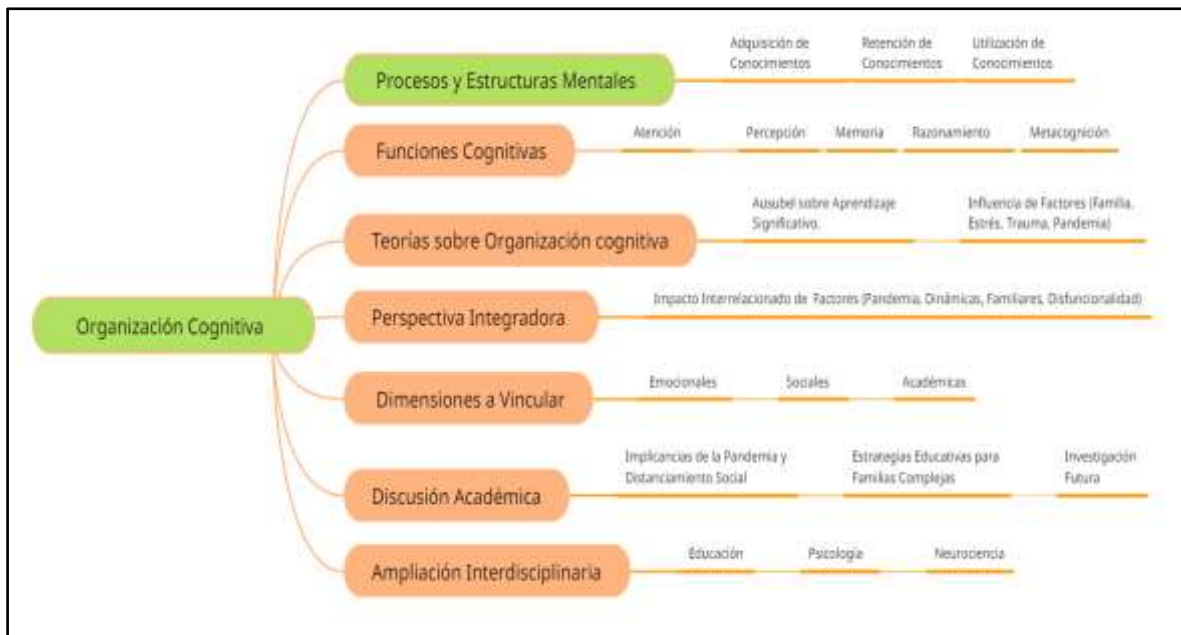 Organización Cognitiva
Procesos y Estructuras Mentales
Adquisición de
Conocimientos
Retención de
Conocimientos
Utilización de
Conocimientos
Funciones Cognitivas
Atención
Percepción
Memoria
Razonamiento
Metacognición
Teorías sobre Organización cognitiva
Ausubel sobre Aprendizaje
Significativo.
Influencia de Factores (Familia,
Estrés, Trauma, Pandemia)
Perspectiva Integradora
Impacto Interrelacionado de Factores (Pandemia, Dinámicas, Familiares, Disfuncionalidad)
Dimensiones a Vincular
Emocionales
Sociales
Académicas
Discusión Académica
Implicancias de la Pandemia y
Distanciamiento Social
Estrategias Educativas para
Familias Complejas
Investigación
Futura
Ampliación Interdisciplinaria
Educación
Psicología
Neurociencia